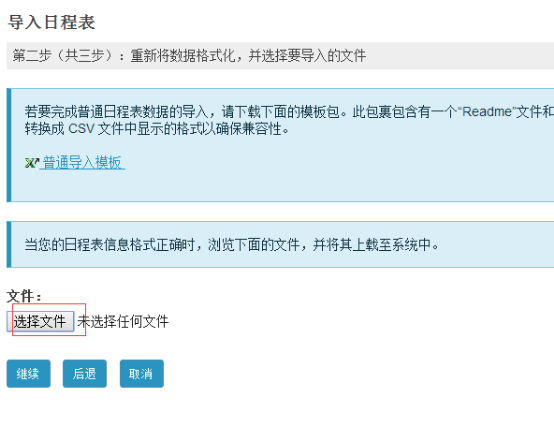 导入日程表
第二步（共三步）：重新将数据格式化，并选择要导入的文件
若要完成普通日程表数据的导入，请下载下面的模板包。此包裹包含有一个“Readme”文件和
转换成 CSV 文件中显示的格式以确保兼容性。
普通导入模板
当您的日程表信息格式正确时，浏览下面的文件，并将其上载至系统中。
文件：
选择文件 未选择任何文件
继续 后退 取消